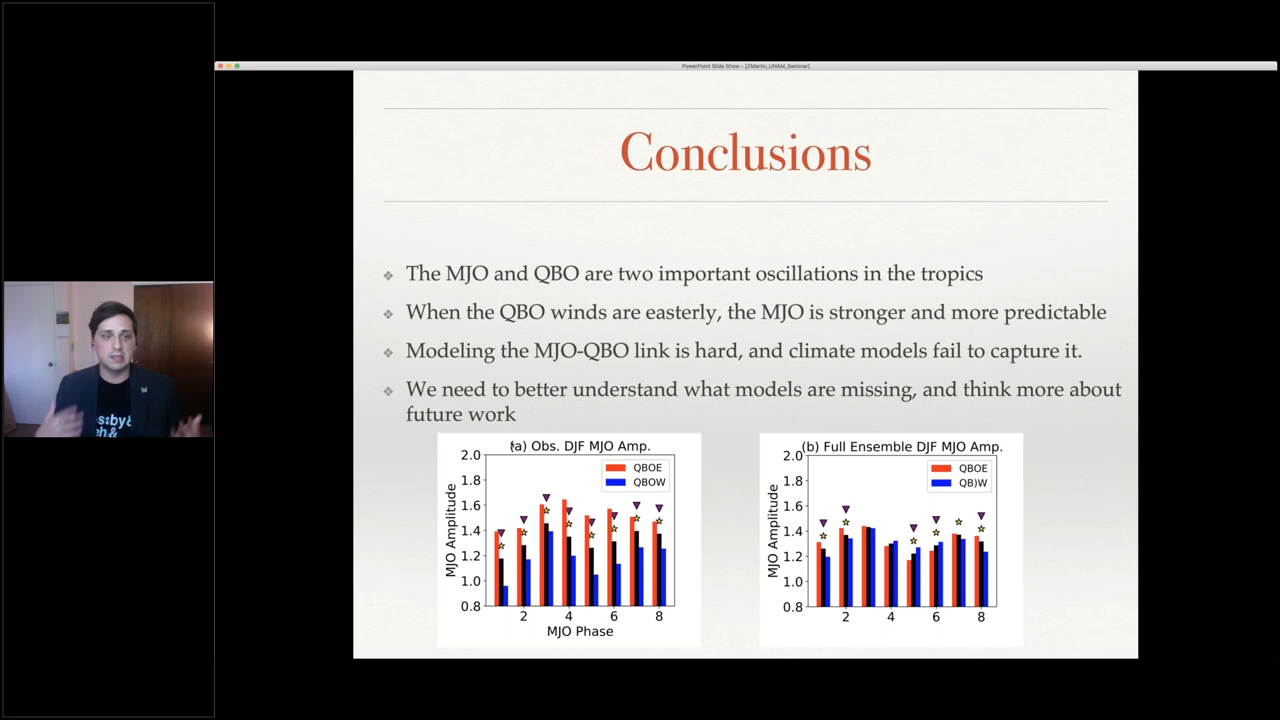 PowerPoint Slide Show - [ZMartin_UNAM_Seminar]
Conclusions
❖ The MJO and QBO are two important oscillations in the tropics
❖ When the QBO winds are easterly, the MJO is stronger and more predictable
❖ Modeling the MJO-QBO link is hard, and climate models fail to capture it.
❖ We need to better understand what models are missing, and think more about
future work
(a) Obs. DJF MJO Amp.
2.0
1.8
1.6
1.4
1.2
1.0
0.8
MJO Amplitude
QBOE
QBOW
2 4 6 8
MJO Phase
(b) Full Ensemble DJF MJO Amp.
2.0
1.8
1.6
1.4
1.2
1.0
0.8
MJO Amplitude
QBOE
QB)W
2 4 6 8
ssby&